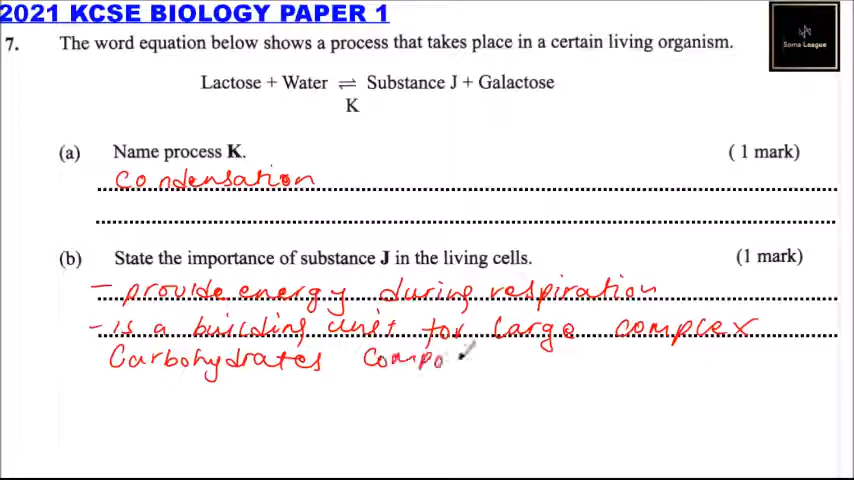 2021 KCSE BIOLOGY PAPER 1
Soma League
7. The word equation below shows a process that takes place in a certain living organism.
Lactose + Water ⇌ Substance J + Galactose
K
(a) Name process K. ( 1 mark)
Condensation
(b) State the importance of substance J in the living cells. (1 mark)
- provide energy during respiration
- is a building unit for large complex
Carbohydrates compo